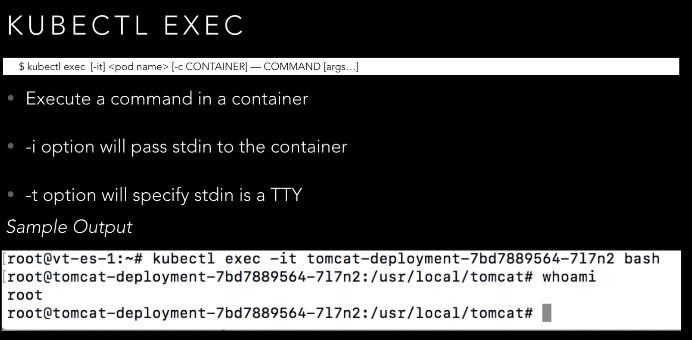 KUBECTL EXEC
$ kubectl exec [-it] <pod name> [-c CONTAINER] — COMMAND [args…]
• Execute a command in a container
• -i option will pass stdin to the container
• -t option will specify stdin is a TTY
Sample Output
[root@vt-es-1:~# kubectl exec -it tomcat-deployment-7bd7889564-7l7n2 bash
[root@tomcat-deployment-7bd7889564-7l7n2:/usr/local/tomcat# whoami
root
root@tomcat-deployment-7bd7889564-7l7n2:/usr/local/tomcat#